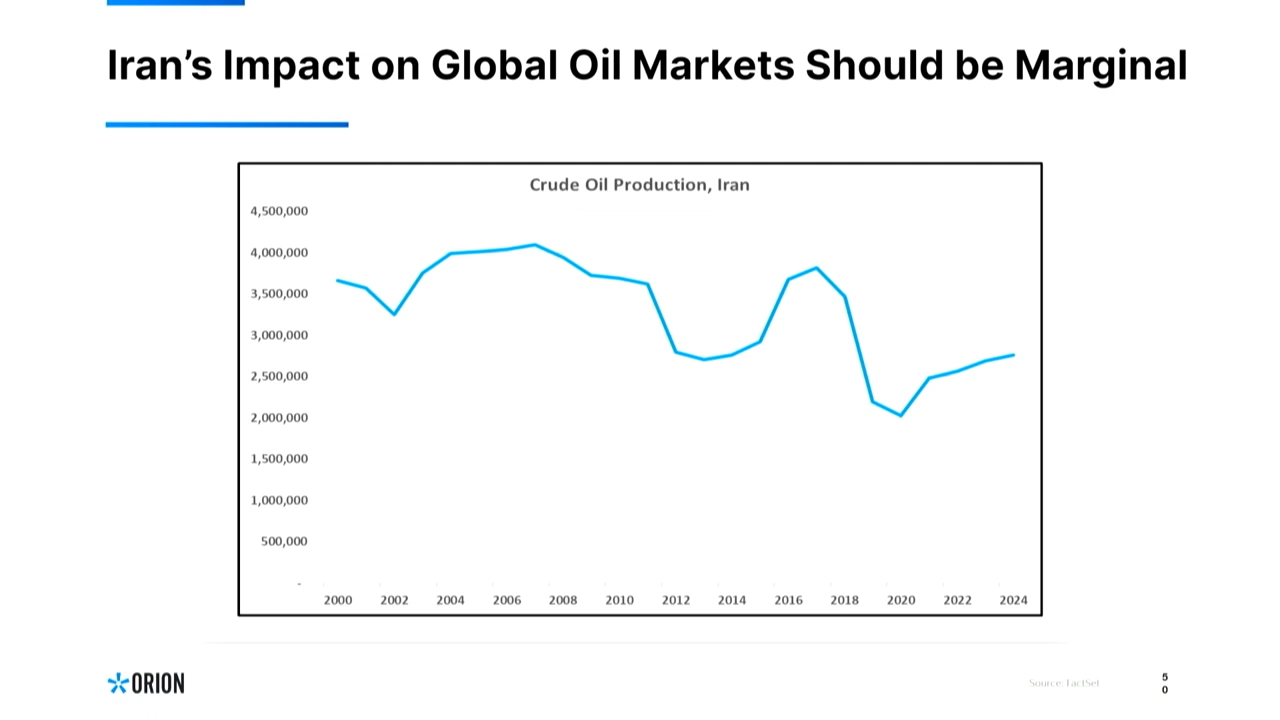 Iran’s Impact on Global Oil Markets Should be Marginal
Crude Oil Production, Iran
4,500,000
4,000,000
3,500,000
3,000,000
2,500,000
2,000,000
1,500,000
1,000,000
500,000
-
2000 2002 2004 2006 2008 2010 2012 2014 2016 2018 2020 2022 2024
ORION
Source: FactSet
5
0